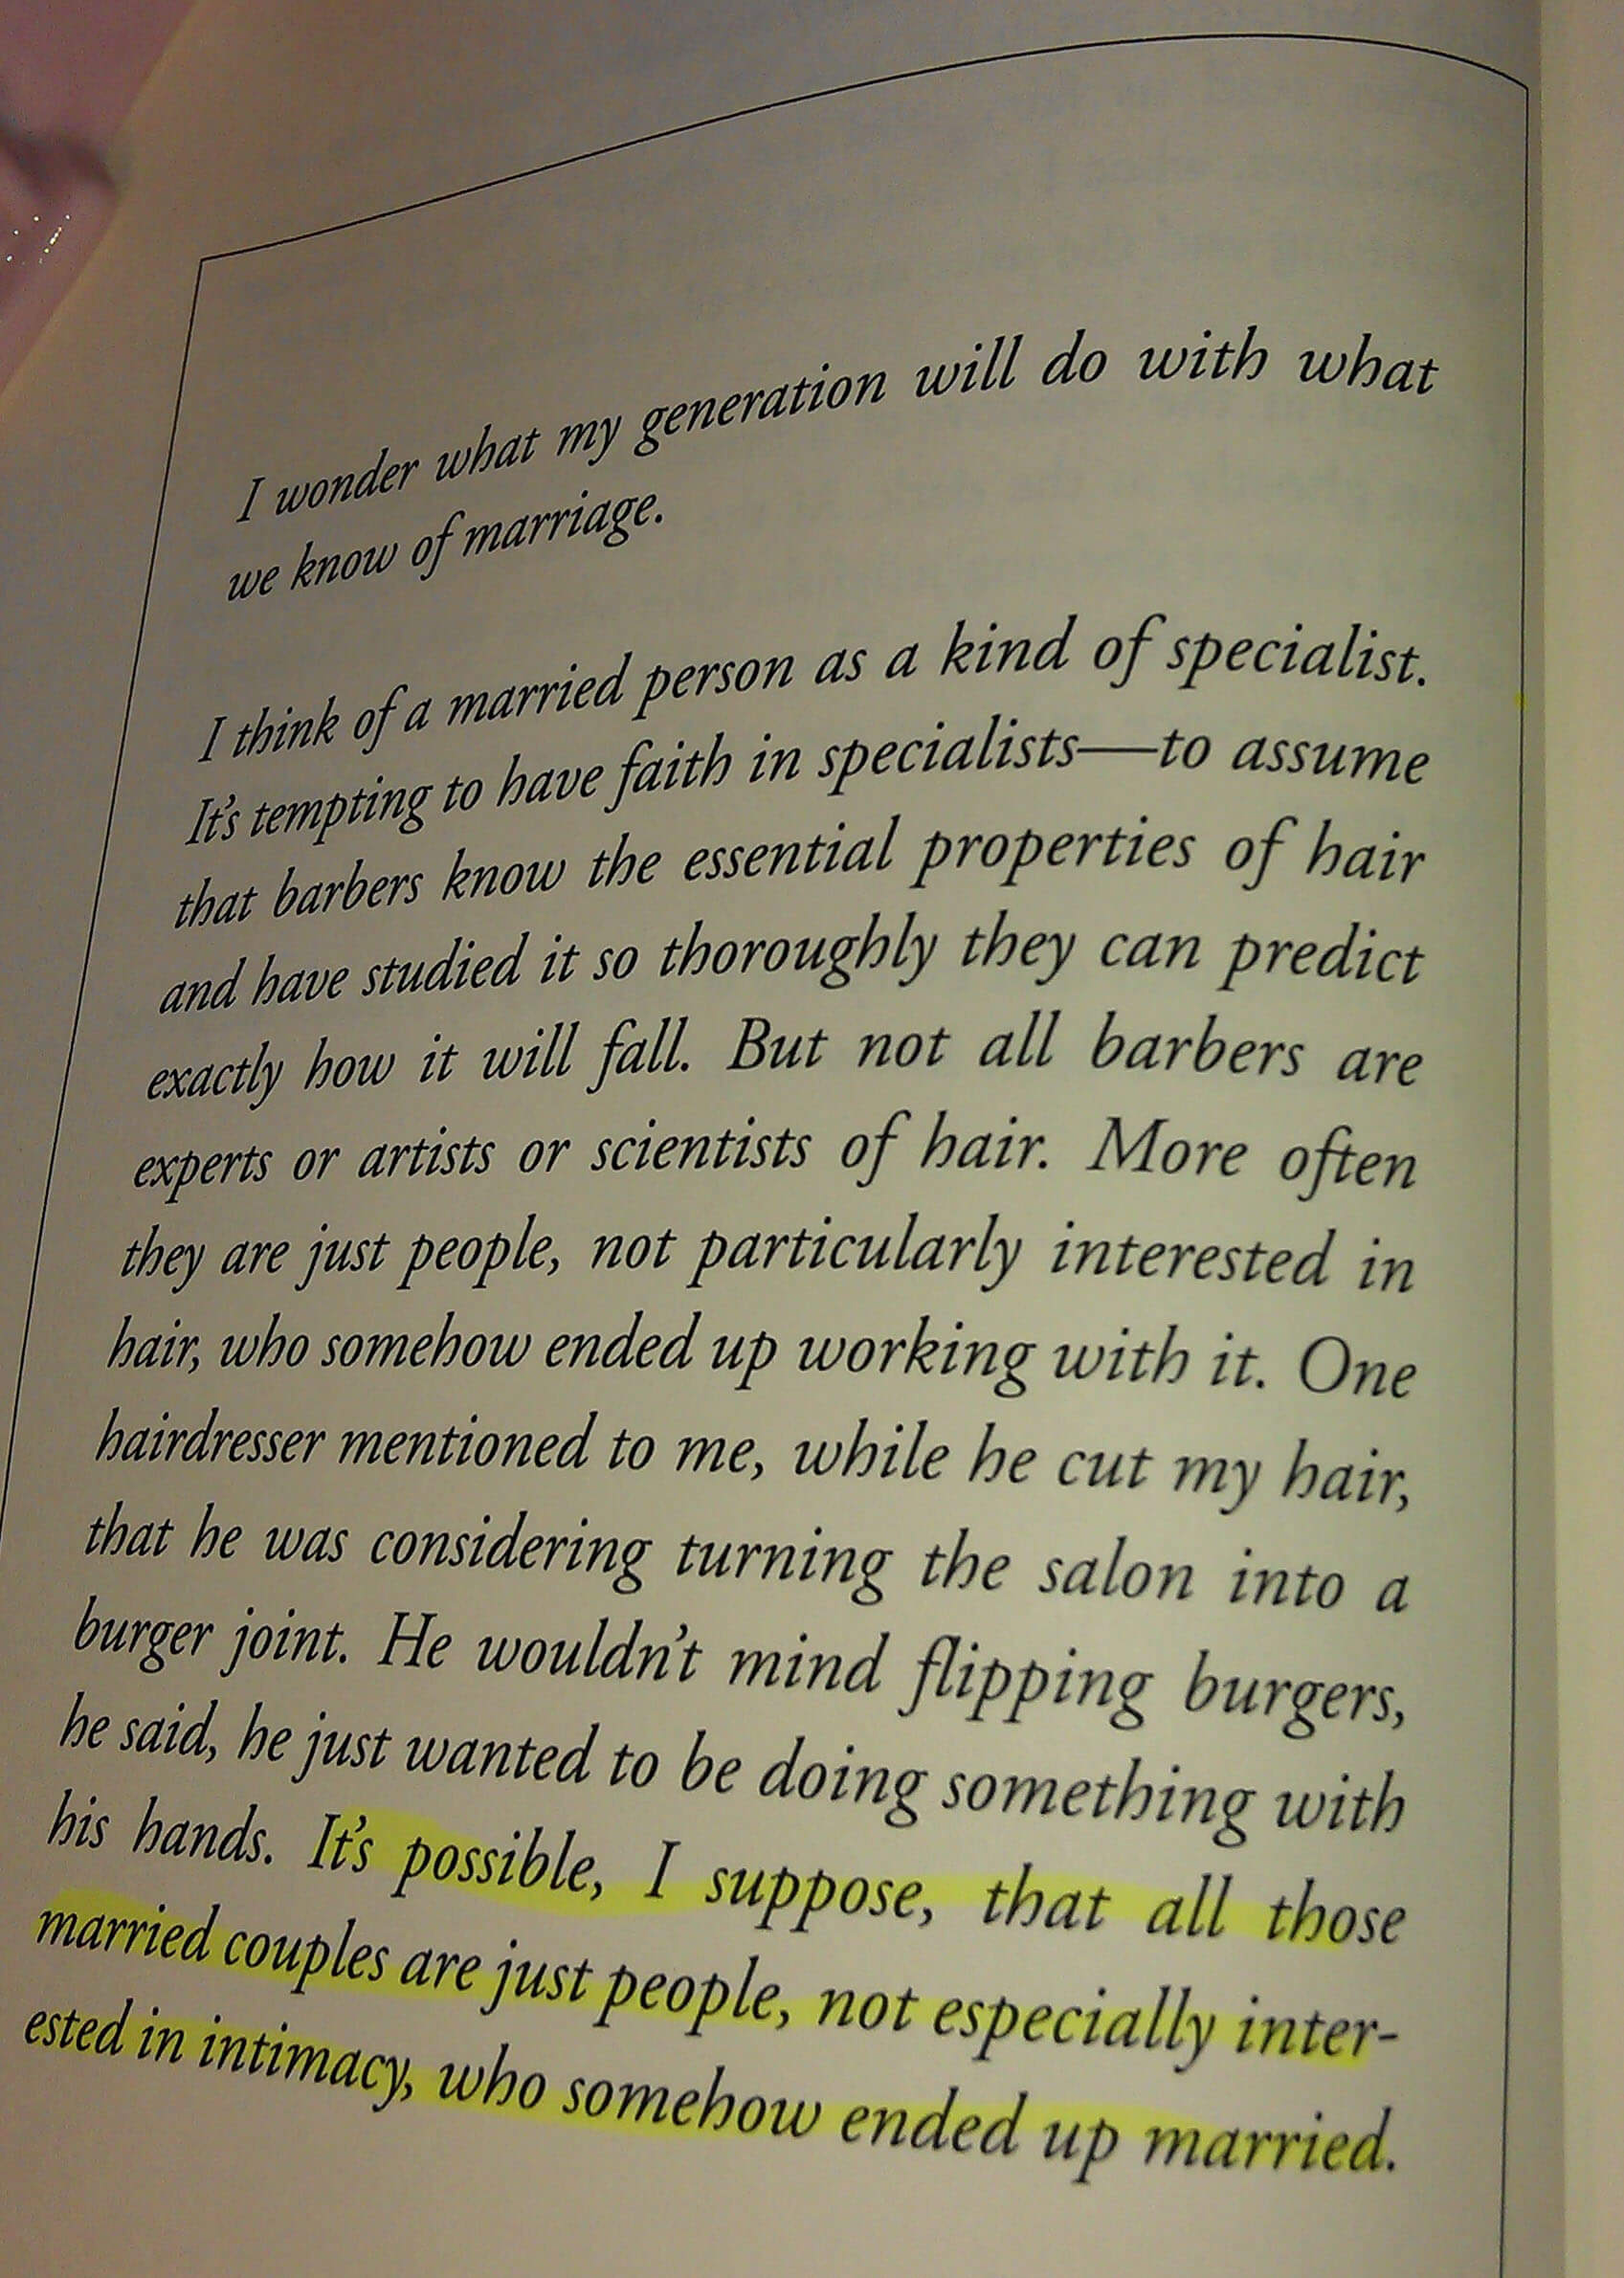 I wonder what my generation will do with what
we know of marriage.
I think of a married person as a kind of specialist.
It's tempting to have faith in specialists—to assume
that barbers know the essential properties of hair
and have studied it so thoroughly they can predict
exactly how it will fall. But not all barbers are
experts or artists or scientists of hair. More often
they are just people, not particularly interested in
hair, who somehow ended up working with it. One
hairdresser mentioned to me, while he cut my hair,
that he was considering turning the salon into a
burger joint. He wouldn't mind flipping burgers,
he said, he just wanted to be doing something with
his hands. It's possible, I suppose, that all those
married couples are just people, not especially inter-
ested in intimacy, who somehow ended up married.